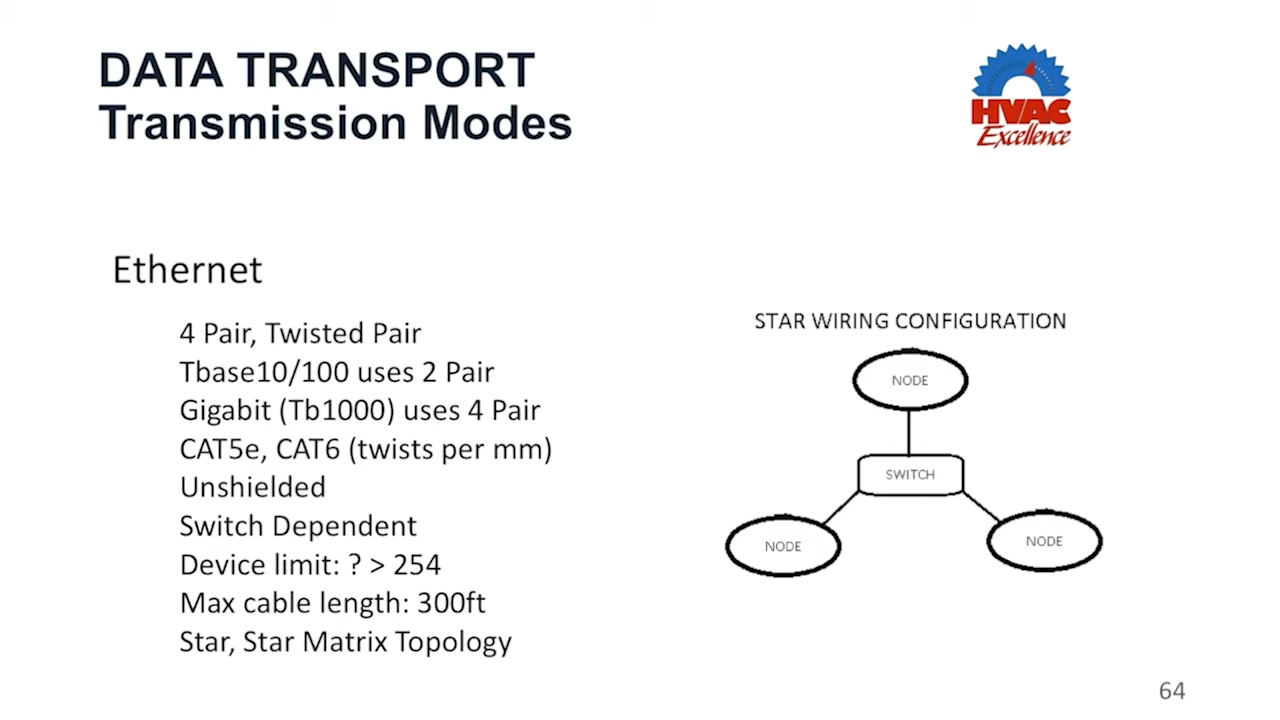 DATA TRANSPORT
Transmission Modes
HVAC
Excellence
Ethernet
4 Pair, Twisted Pair
Tbase10/100 uses 2 Pair
Gigabit (Tb1000) uses 4 Pair
CAT5e, CAT6 (twists per mm)
Unshielded
Switch Dependent
Device limit: ? > 254
Max cable length: 300ft
Star, Star Matrix Topology
STAR WIRING CONFIGURATION
NODE
SWITCH
NODE
NODE
64